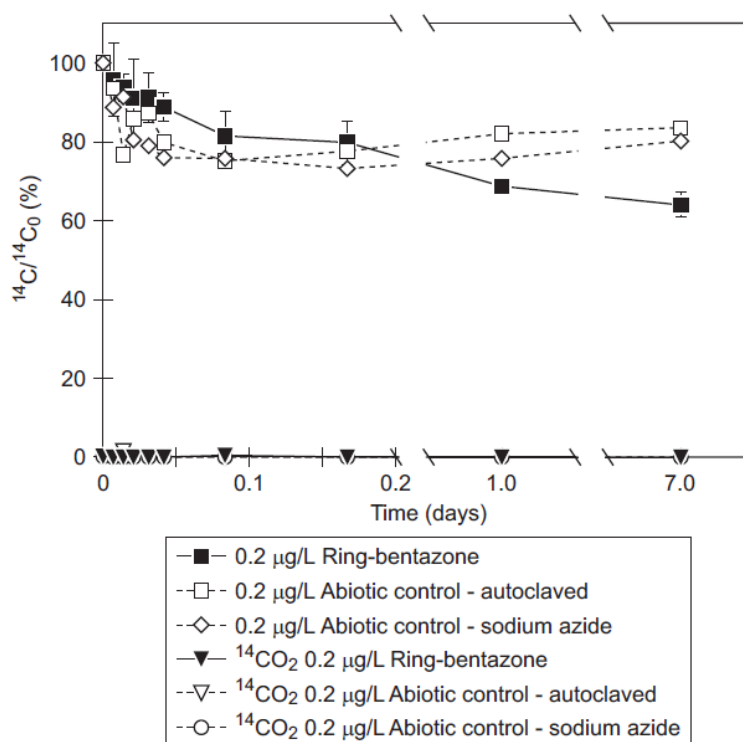 100
80
60
40
20
0
¹⁴C/¹⁴C₀ (%)
0 0.1 0.2 1.0 7.0
Time (days)
0.2 μg/L Ring-bentazone
0.2 μg/L Abiotic control - autoclaved
0.2 μg/L Abiotic control - sodium azide
¹⁴CO₂ 0.2 μg/L Ring-bentazone
¹⁴CO₂ 0.2 μg/L Abiotic control - autoclaved
¹⁴CO₂ 0.2 μg/L Abiotic control - sodium azide